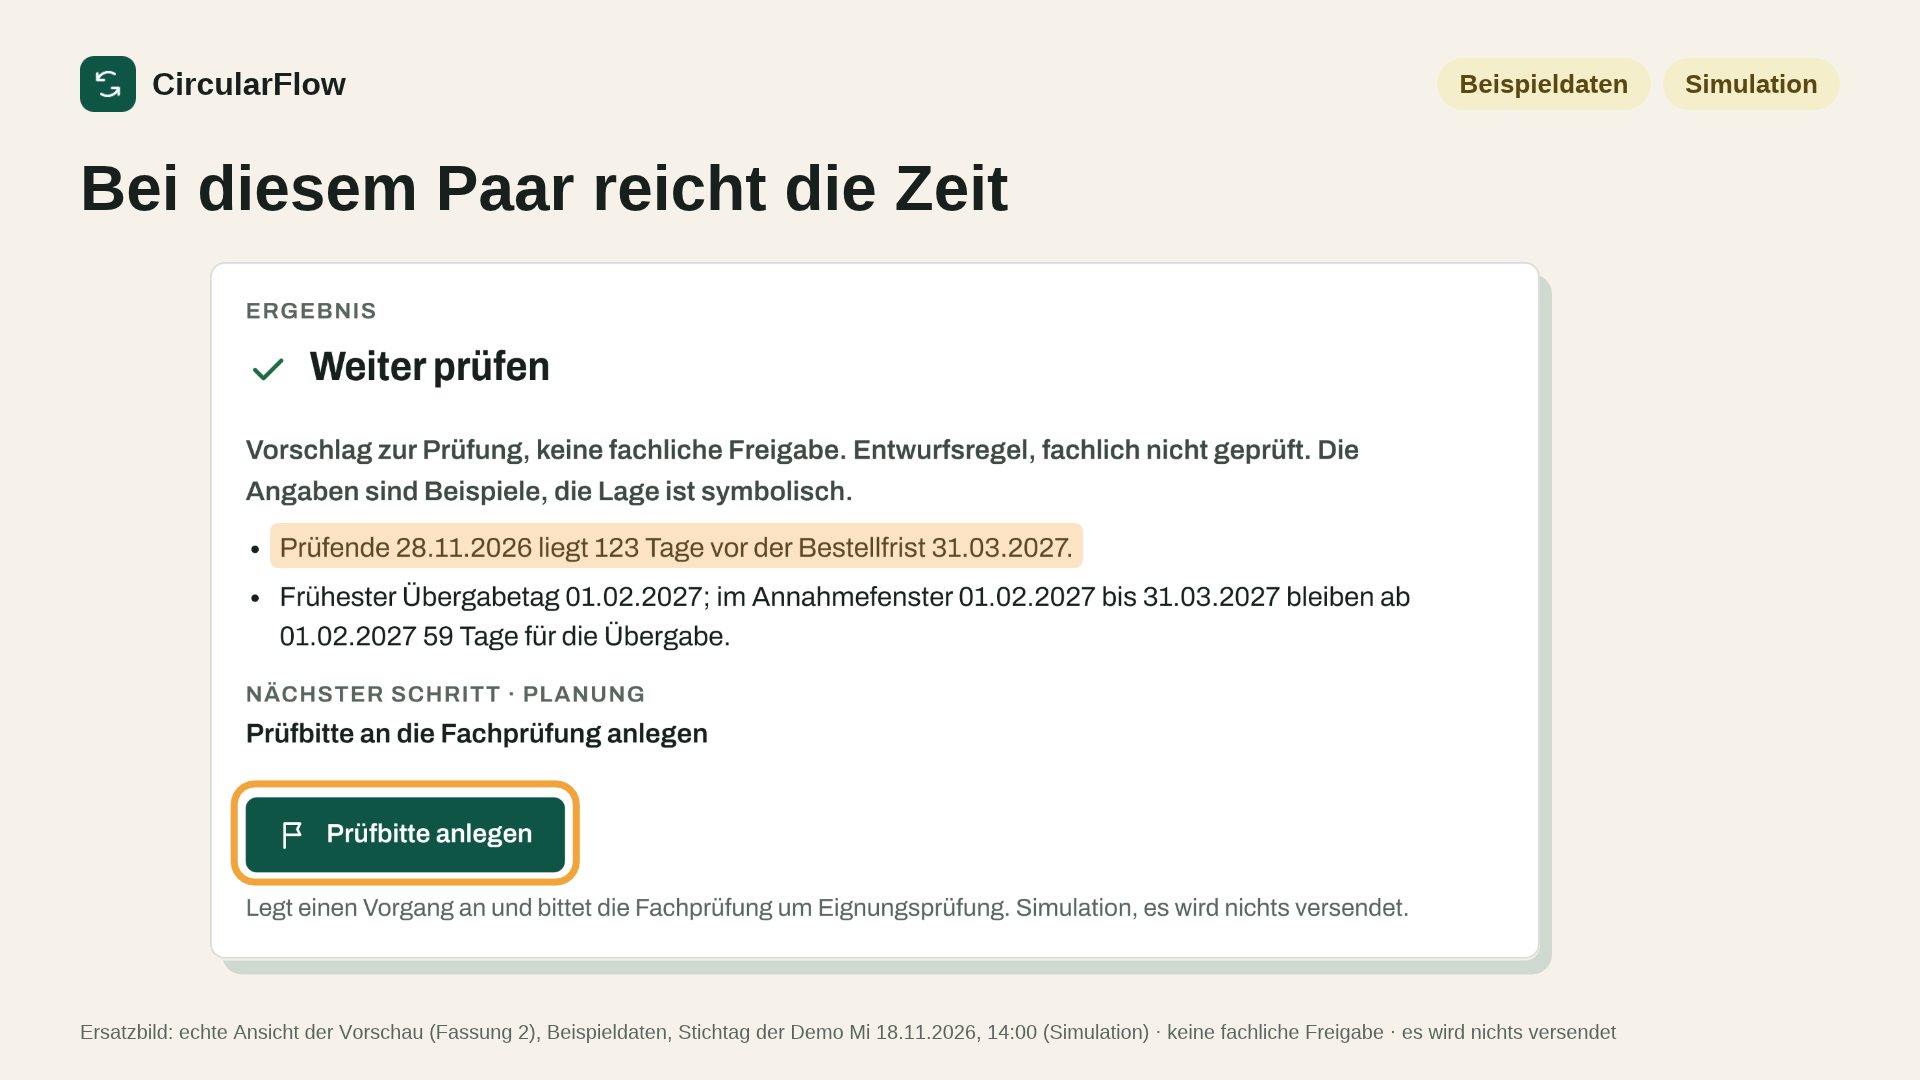 CircularFlow
Beispieldaten
Simulation
Bei diesem Paar reicht die Zeit
ERGEBNIS
Weiter prüfen
Vorschlag zur Prüfung, keine fachliche Freigabe. Entwurfsregel, fachlich nicht geprüft. Die
Angaben sind Beispiele, die Lage ist symbolisch.
• Prüfende 28.11.2026 liegt 123 Tage vor der Bestellfrist 31.03.2027.
• Frühester Übergabetag 01.02.2027; im Annahmefenster 01.02.2027 bis 31.03.2027 bleiben ab
01.02.2027 59 Tage für die Übergabe.
NÄCHSTER SCHRITT · PLANUNG
Prüfbitte an die Fachprüfung anlegen
Prüfbitte anlegen
Legt einen Vorgang an und bittet die Fachprüfung um Eignungsprüfung. Simulation, es wird nichts versendet.
Ersatzbild: echte Ansicht der Vorschau (Fassung 2), Beispieldaten, Stichtag der Demo Mi 18.11.2026, 14:00 (Simulation) · keine fachliche Freigabe · es wird nichts versendet